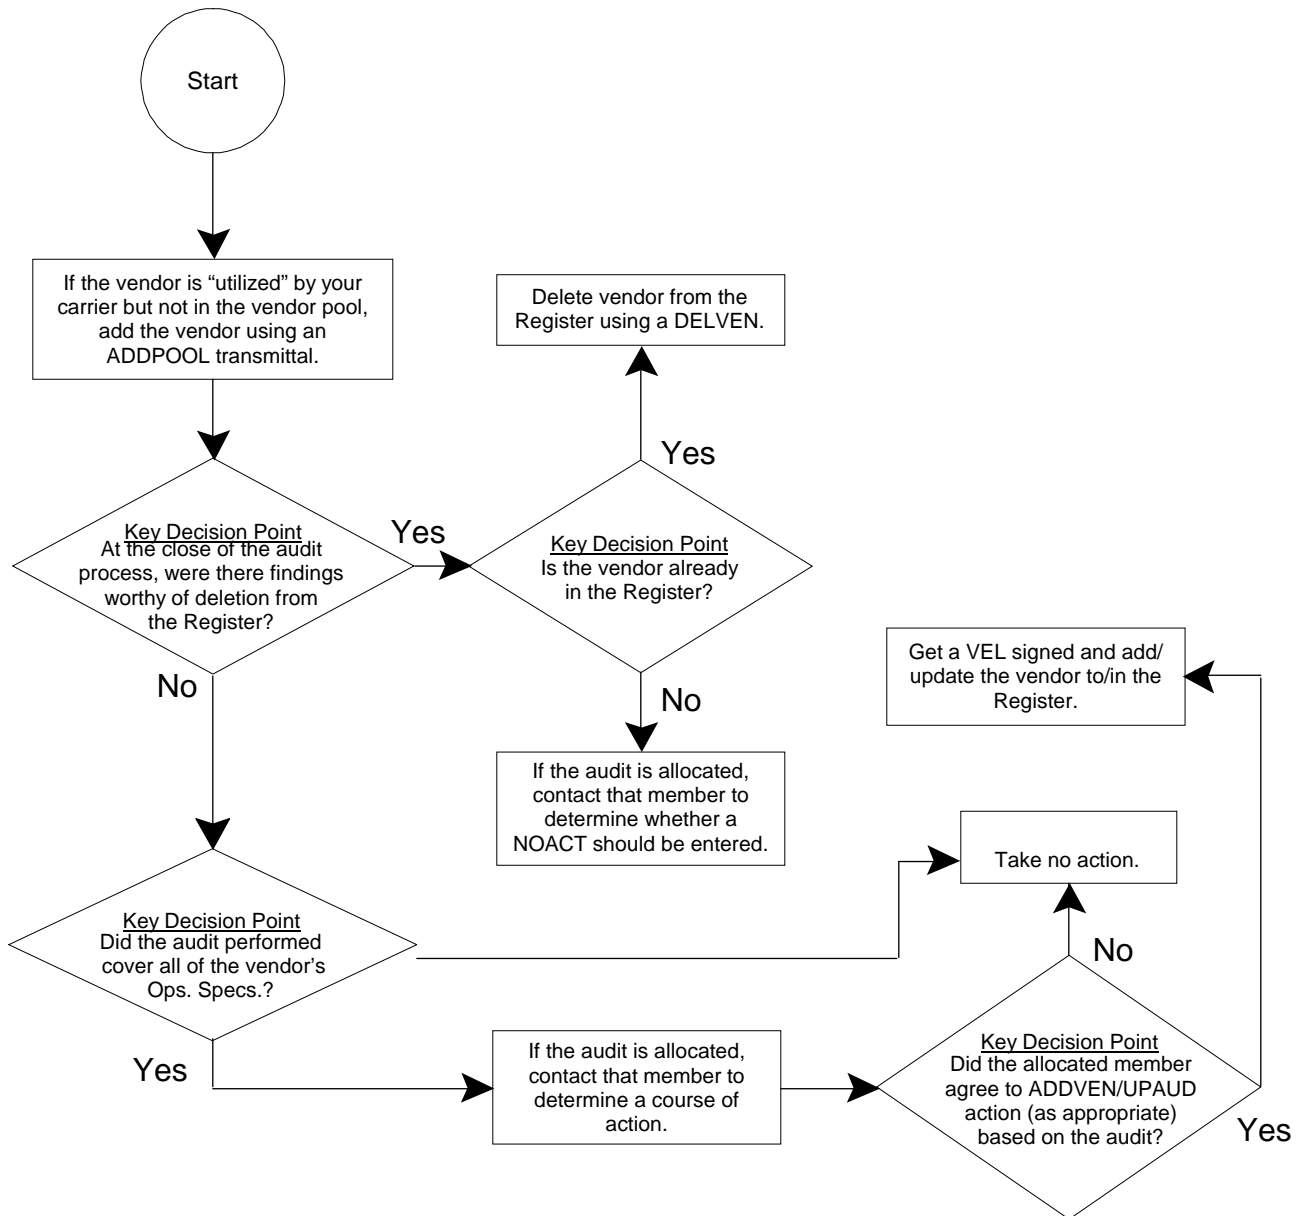 Start
If the vendor is “utilized” by your
carrier but not in the vendor pool,
add the vendor using an
ADDPOOL transmittal.
Delete vendor from the
Register using a DELVEN.
Yes
Key Decision Point
At the close of the audit
process, were there findings
worthy of deletion from
the Register?
Yes
Key Decision Point
Is the vendor already
in the Register?
No
No
If the audit is allocated,
contact that member to
determine whether a
NOACT should be entered.
Get a VEL signed and add/
update the vendor to/in the
Register.
Take no action.
Key Decision Point
Did the audit performed
cover all of the vendor’s
Ops. Specs.?
Yes
If the audit is allocated,
contact that member to
determine a course of
action.
No
Key Decision Point
Did the allocated member
agree to ADDVEN/UPAUD
action (as appropriate)
based on the audit?
Yes